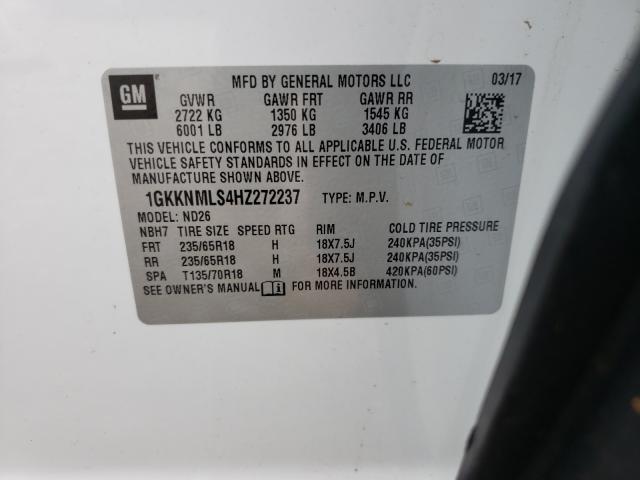 GM
MFD BY GENERAL MOTORS LLC 03/17
GVWR GAWR FRT GAWR RR
2722 KG 1350 KG 1545 KG
6001 LB 2976 LB 3406 LB
THIS VEHICLE CONFORMS TO ALL APPLICABLE U.S. FEDERAL MOTOR
VEHICLE SAFETY STANDARDS IN EFFECT ON THE DATE OF
MANUFACTURE SHOWN ABOVE.
1GKKNMLS4HZ272237 TYPE: M.P.V.
MODEL: ND26
NBH7 TIRE SIZE SPEED RTG RIM COLD TIRE PRESSURE
FRT 235/65R18 H 18X7.5J 240KPA(35PSI)
RR 235/65R18 H 18X7.5J 240KPA(35PSI)
SPA T135/70R18 M 18X4.5B 420KPA(60PSI)
SEE OWNER'S MANUAL FOR MORE INFORMATION.